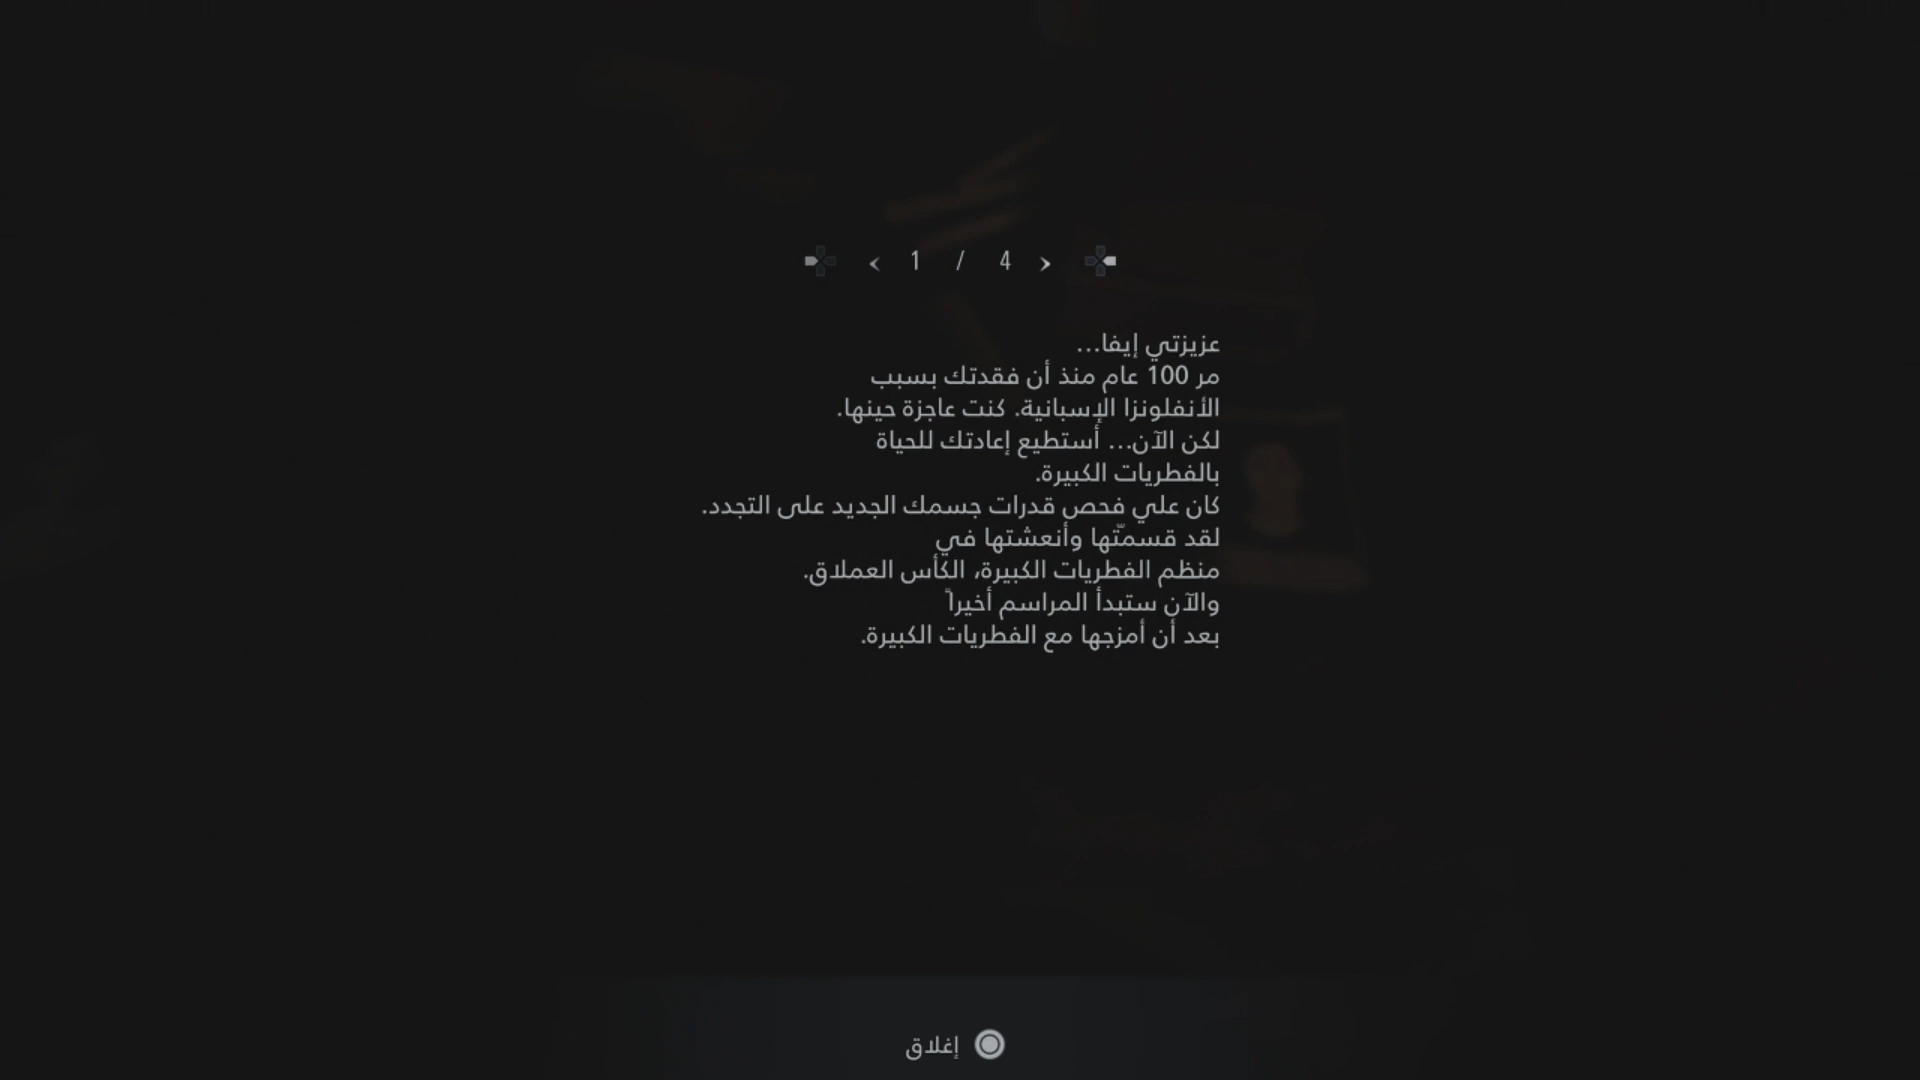 1 / 4
عزيزتي إيفا...
مر 100 عام منذ أن فقدتك بسبب
الأنفلونزا الإسبانية. كنت عاجزة حينها.
لكن الآن... أستطيع إعادتك للحياة
بالفطريات الكبيرة.
كان علي فحص قدرات جسمك الجديد على التجدد.
لقد قسمتّها وأنعشتها في
منظم الفطريات الكبيرة، الكأس العملاق.
والآن ستبدأ المراسم أخيراً
بعد أن أمزجها مع الفطريات الكبيرة.
إغلاق